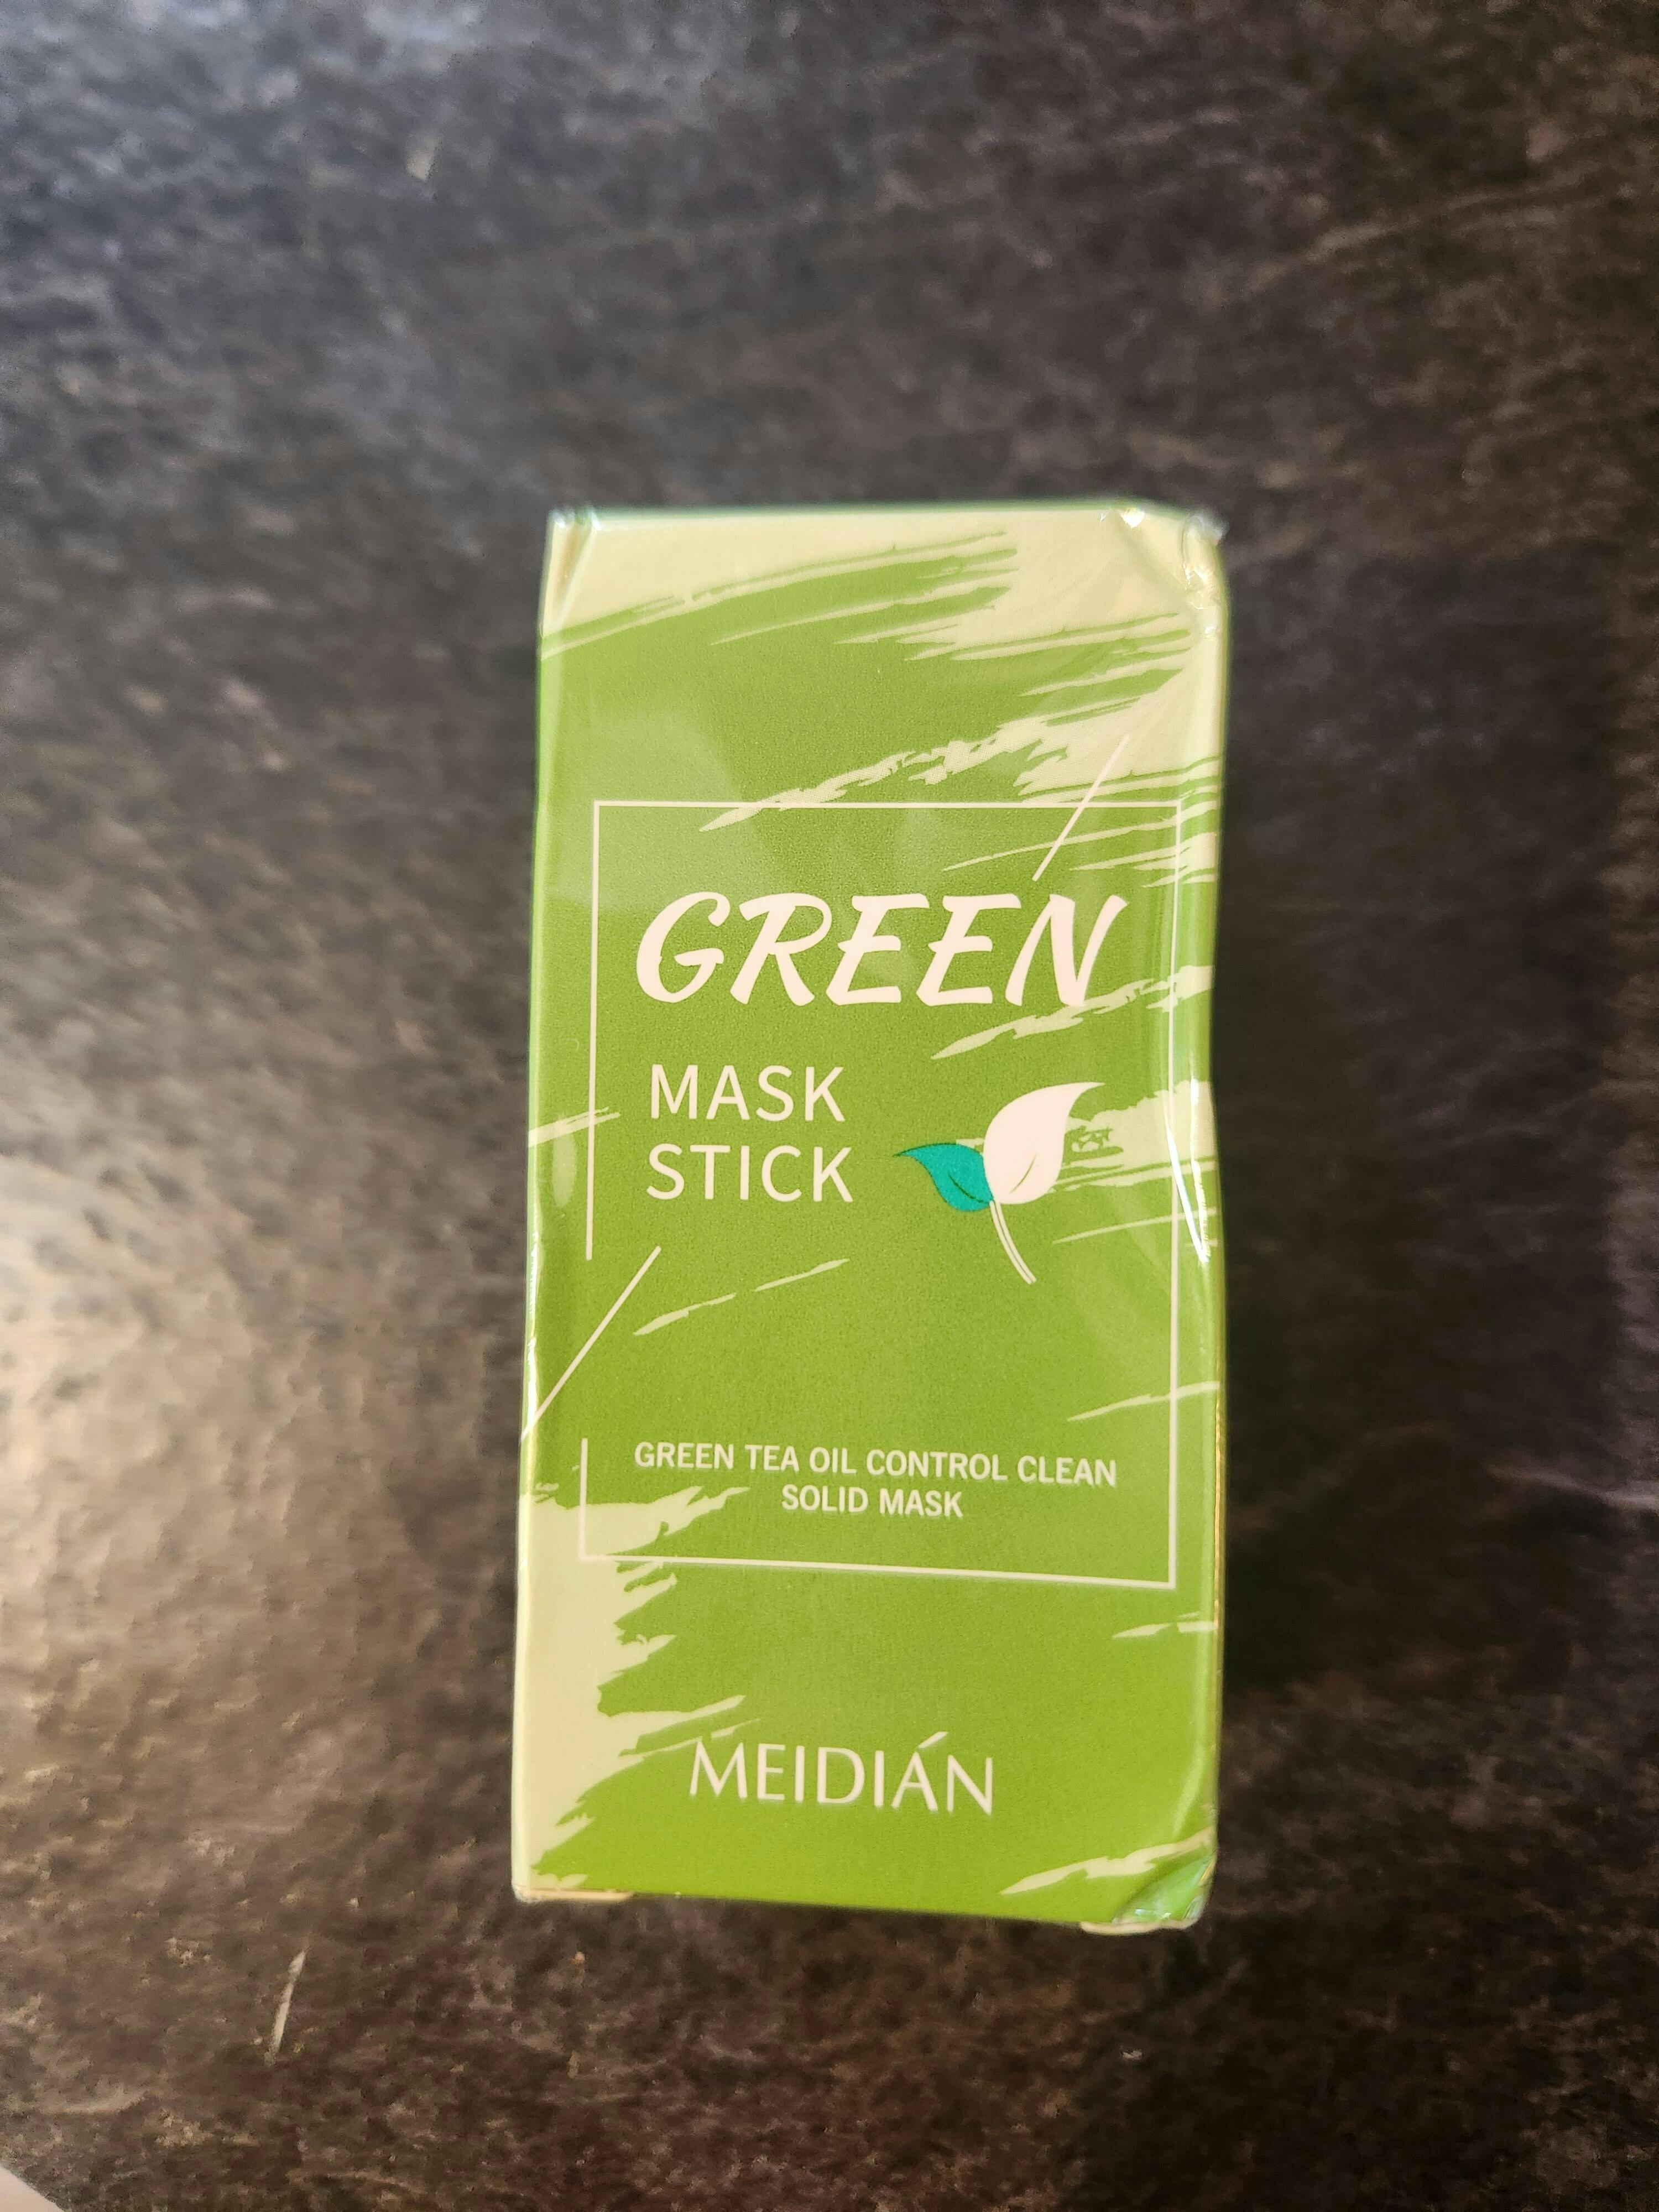 GREEN
MASK
STICK
GREEN TEA OIL CONTROL CLEAN
SOLID MASK
MEIDIÁN